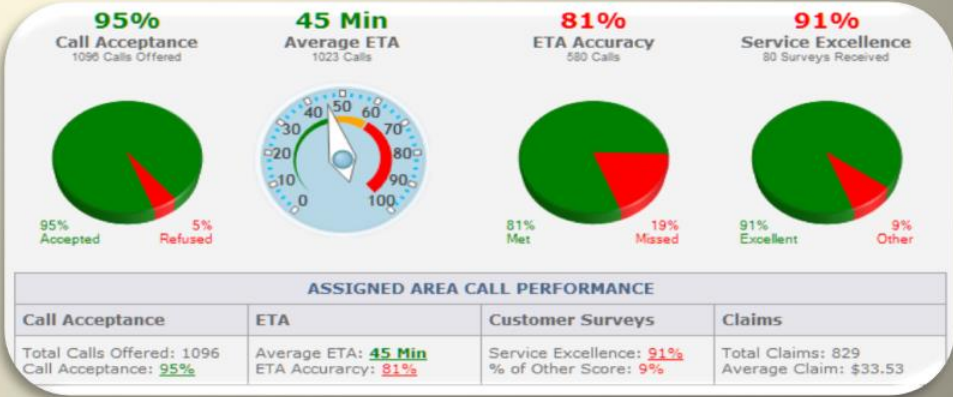 95%
Call Acceptance
1096 Calls Offered
45 Min
Average ETA
1023 Calls
81%
ETA Accuracy
580 Calls
91%
Service Excellence
80 Surveys Received
0
10
20
30
40
50
60
70
80
90
100
95%
Accepted
5%
Refused
81%
Met
19%
Missed
91%
Excellent
9%
Other
ASSIGNED AREA CALL PERFORMANCE
Call Acceptance
ETA
Customer Surveys
Claims
Total Calls Offered: 1096
Call Acceptance: 95%
Average ETA: 45 Min
ETA Accurarcy: 81%
Service Excellence: 91%
% of Other Score: 9%
Total Claims: 829
Average Claim: $33.53